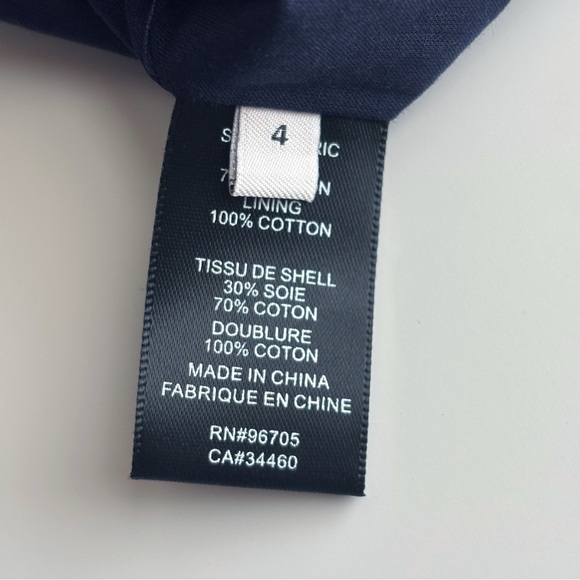 4
LINING
100% COTTON
TISSU DE SHELL
30% SOIE
70% COTON
DOUBLURE
100% COTON
MADE IN CHINA
FABRIQUE EN CHINE
RN#96705
CA#34460